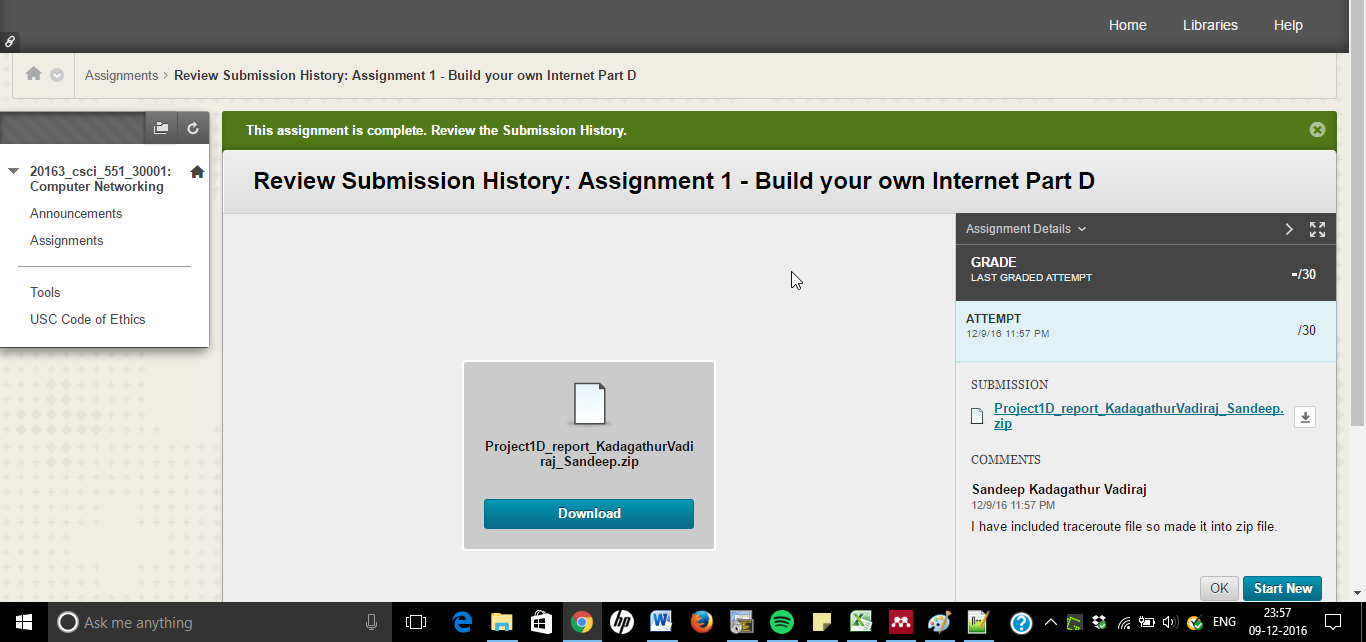 Home Libraries Help
Assignments > Review Submission History: Assignment 1 - Build your own Internet Part D
This assignment is complete. Review the Submission History.
20163_csci_551_30001:
Computer Networking
Announcements
Assignments
Tools
USC Code of Ethics
Review Submission History: Assignment 1 - Build your own Internet Part D
Project1D_report_KadagathurVadi
raj_Sandeep.zip
Download
Assignment Details
GRADE
LAST GRADED ATTEMPT
-/30
ATTEMPT
12/9/16 11:57 PM
/30
SUBMISSION
Project1D_report_KadagathurVadiraj_Sandeep.
zip
COMMENTS
Sandeep Kadagathur Vadiraj
12/9/16 11:57 PM
I have included traceroute file so made it into zip file.
OK Start New
Ask me anything
ENG
23:57
09-12-2016